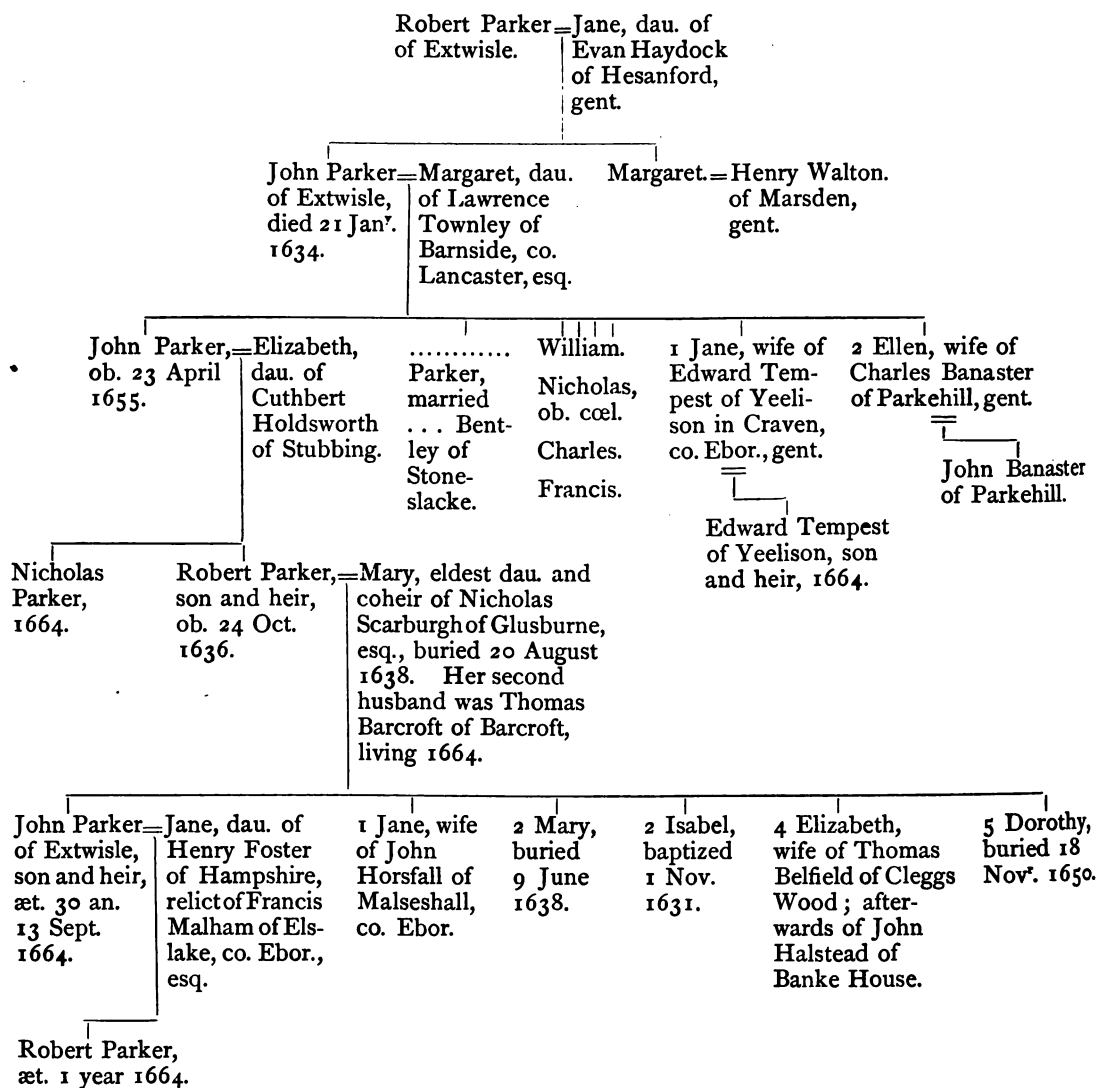 Robert Parker=Jane, dau. of
of Extwisle.
Evan Haydock
of Hesanford,
gent.
John Parker=Margaret, dau.
of Extwisle,
died 21 Janʳ.
1634.
of Lawrence
Townley of
Barnside, co.
Lancaster, esq.
Margaret.=Henry Walton.
of Marsden,
gent.
John Parker,=Elizabeth,
ob. 23 April
1655.
dau. of
Cuthbert
Holdsworth
of Stubbing.
............
Parker,
married
... Bent-
ley of
Stone-
slacke.
William.
Nicholas,
ob. cœl.
Charles.
Francis.
1 Jane, wife of
Edward Tem-
pest of Yeeli-
son in Craven,
co. Ebor., gent.
=
Edward Tempest
of Yeelison, son
and heir, 1664.
2 Ellen, wife of
Charles Banaster
of Parkehill, gent.
=
John Banaster
of Parkehill.
Nicholas
Parker,
1664.
Robert Parker,=Mary, eldest dau. and
son and heir,
ob. 24 Oct.
1636.
coheir of Nicholas
Scarburgh of Glusburne,
esq., buried 20 August
1638. Her second
husband was Thomas
Barcroft of Barcroft,
living 1664.
John Parker=Jane, dau. of
of Extwisle,
son and heir,
æt. 30 an.
13 Sept.
1664.
Henry Foster
of Hampshire,
relict of Francis
Malham of Els-
lake, co. Ebor.,
esq.
1 Jane, wife
of John
Horsfall of
Malseshall,
co. Ebor.
2 Mary,
buried
9 June
1638.
2 Isabel,
baptized
1 Nov.
1631.
4 Elizabeth,
wife of Thomas
Belfield of Cleggs
Wood; after-
wards of John
Halstead of
Banke House.
5 Dorothy,
buried 18
Novʳ. 1650.
Robert Parker,
æt. 1 year 1664.